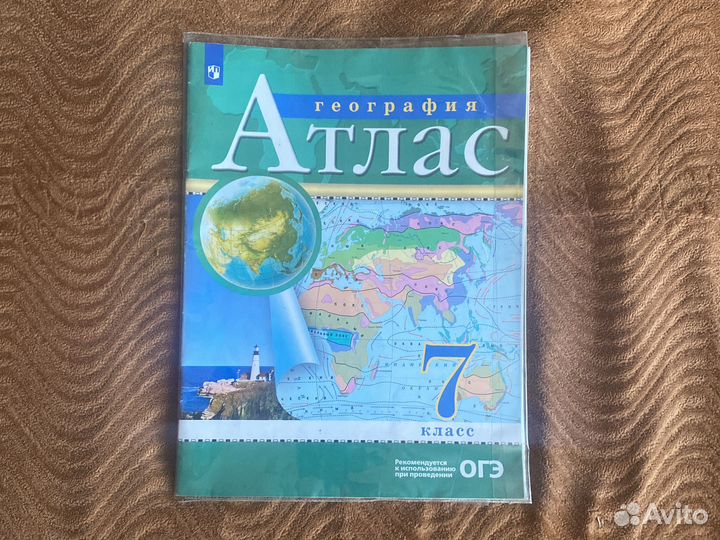 география
Атлас
7
класс
Рекомендуется
к использованию
при проведении
ОГЭ
Avito